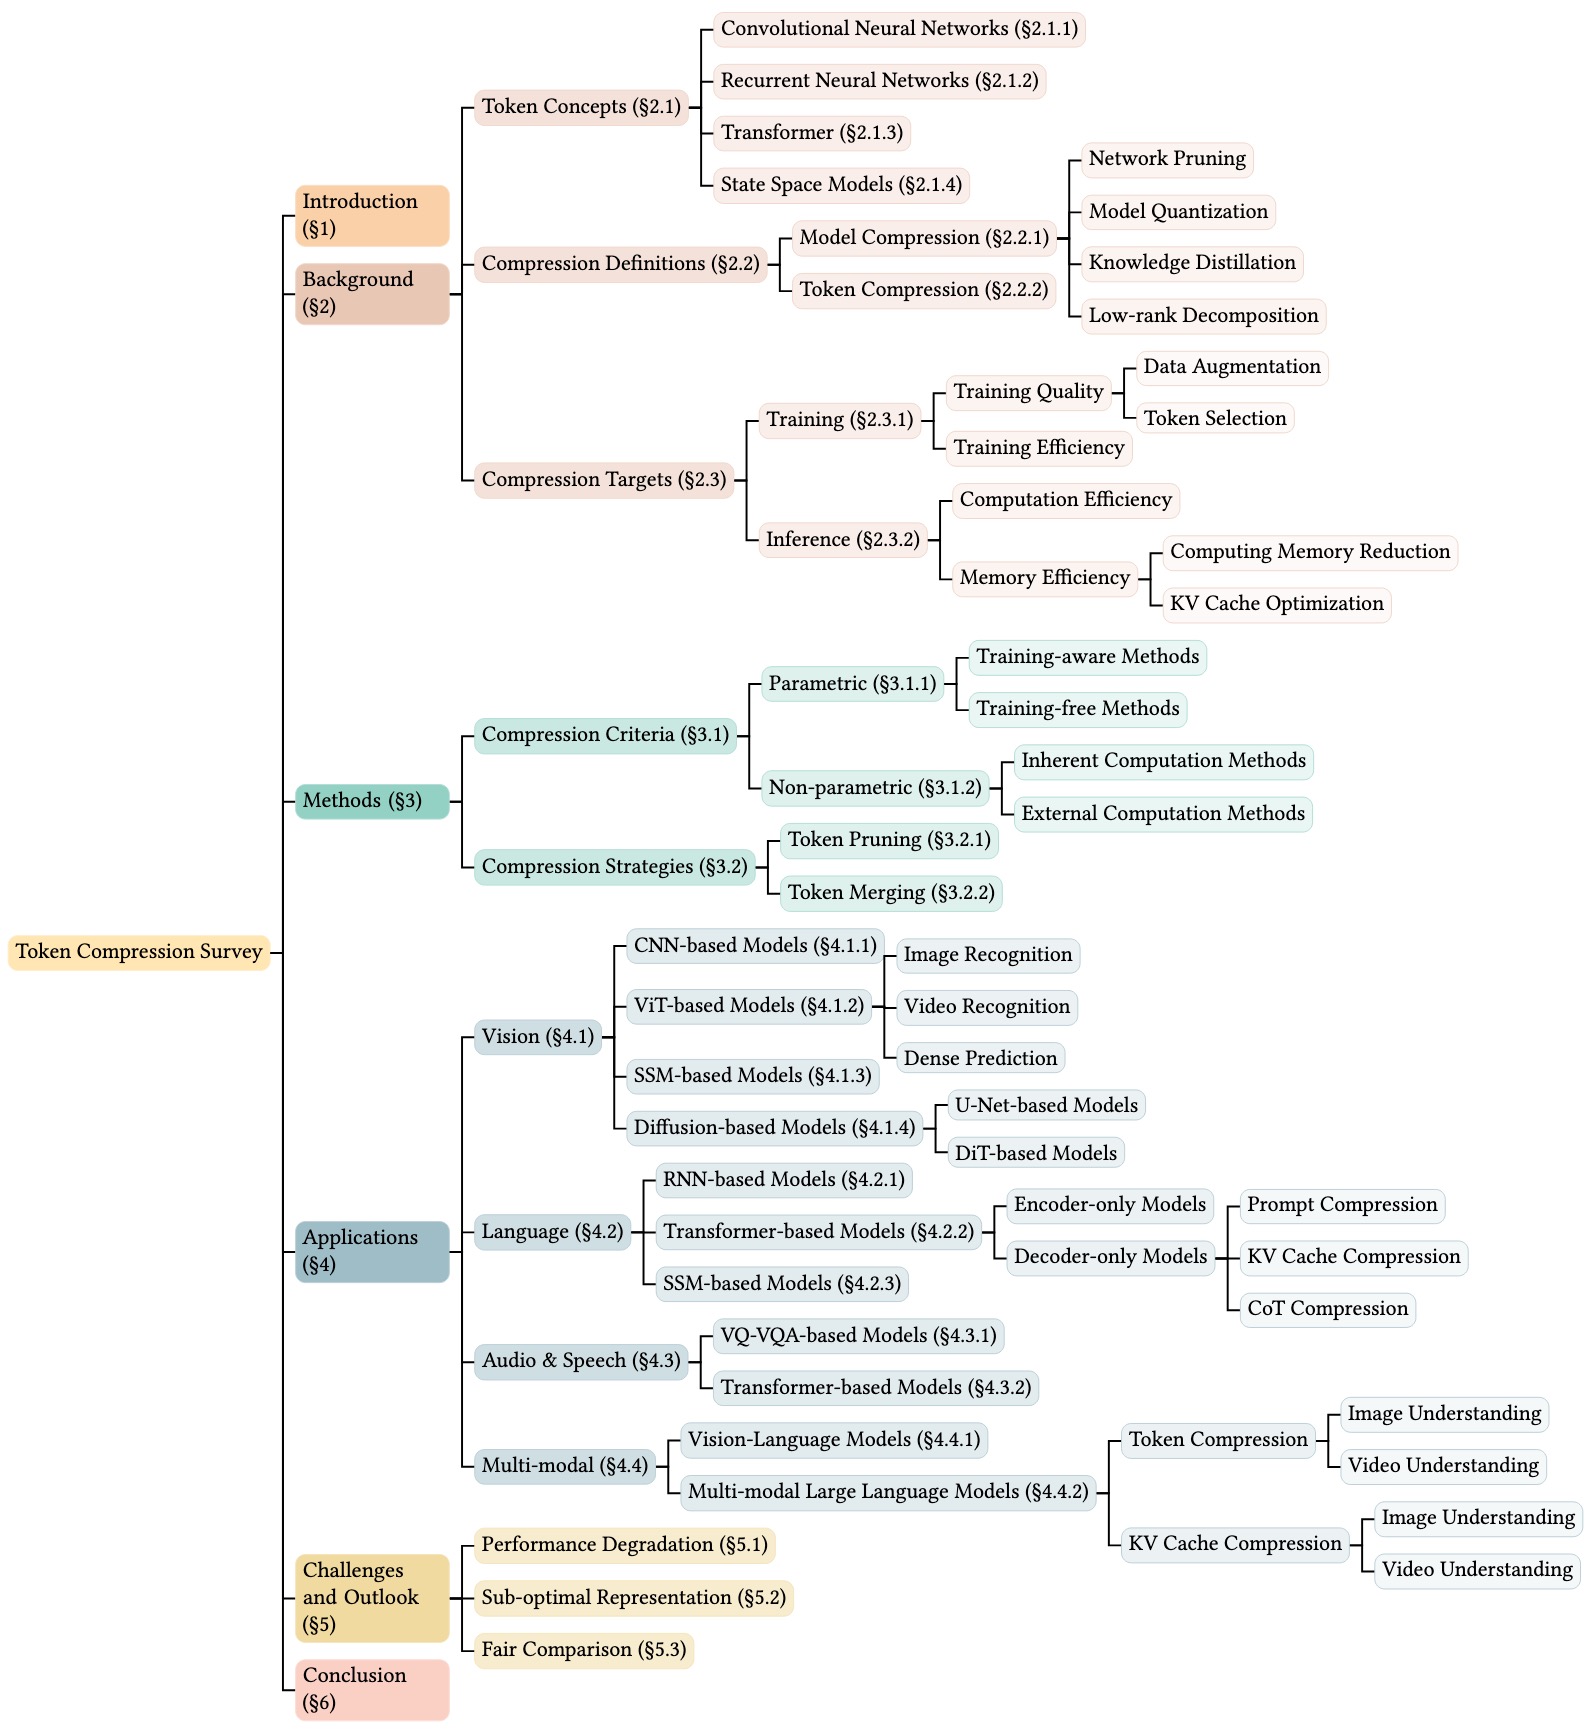 Token Compression Survey
Introduction
(§1)
Background
(§2)
Token Concepts (§2.1)
Convolutional Neural Networks (§2.1.1)
Recurrent Neural Networks (§2.1.2)
Transformer (§2.1.3)
State Space Models (§2.1.4)
Compression Definitions (§2.2)
Model Compression (§2.2.1)
Network Pruning
Model Quantization
Knowledge Distillation
Low-rank Decomposition
Token Compression (§2.2.2)
Compression Targets (§2.3)
Training (§2.3.1)
Training Quality
Data Augmentation
Token Selection
Training Efficiency
Inference (§2.3.2)
Computation Efficiency
Memory Efficiency
Computing Memory Reduction
KV Cache Optimization
Methods (§3)
Compression Criteria (§3.1)
Parametric (§3.1.1)
Training-aware Methods
Training-free Methods
Non-parametric (§3.1.2)
Inherent Computation Methods
External Computation Methods
Compression Strategies (§3.2)
Token Pruning (§3.2.1)
Token Merging (§3.2.2)
Applications
(§4)
Vision (§4.1)
CNN-based Models (§4.1.1)
ViT-based Models (§4.1.2)
Image Recognition
Video Recognition
Dense Prediction
SSM-based Models (§4.1.3)
Diffusion-based Models (§4.1.4)
U-Net-based Models
DiT-based Models
Language (§4.2)
RNN-based Models (§4.2.1)
Transformer-based Models (§4.2.2)
Encoder-only Models
Decoder-only Models
Prompt Compression
KV Cache Compression
CoT Compression
SSM-based Models (§4.2.3)
Audio & Speech (§4.3)
VQ-VQA-based Models (§4.3.1)
Transformer-based Models (§4.3.2)
Multi-modal (§4.4)
Vision-Language Models (§4.4.1)
Multi-modal Large Language Models (§4.4.2)
Token Compression
Image Understanding
Video Understanding
KV Cache Compression
Image Understanding
Video Understanding
Challenges
and Outlook
(§5)
Performance Degradation (§5.1)
Sub-optimal Representation (§5.2)
Fair Comparison (§5.3)
Conclusion
(§6)